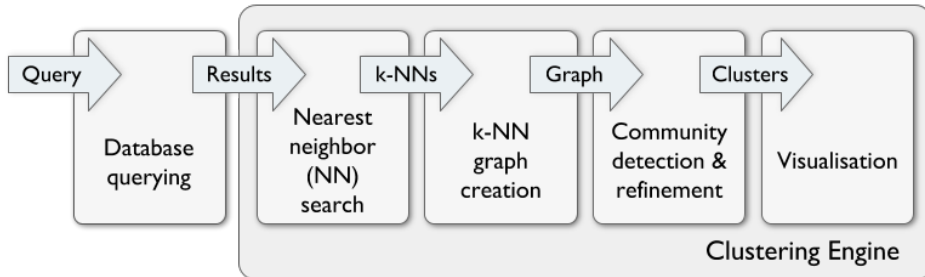 Query
Results
k-NNs
Graph
Clusters
Database
querying
Nearest
neighbor
(NN)
search
k-NN
graph
creation
Community
detection &
refinement
Visualisation
Clustering Engine